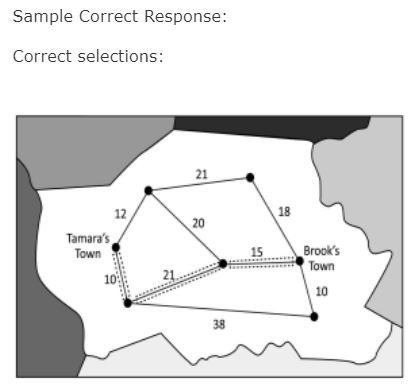 Sample Correct Response:
Correct selections:
21
12
20
18
Tamara's
Town
10
21
15
Brook's
Town
10
38